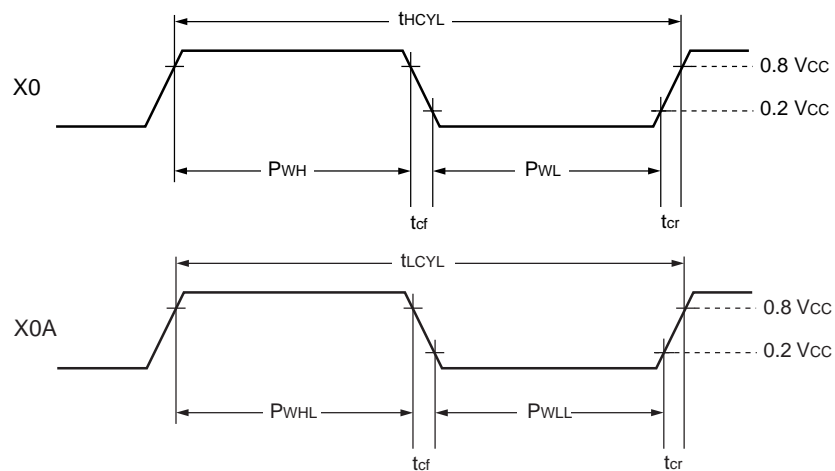 tHCYL
X0
0.8 VCC
0.2 VCC
PWH
PWL
tcf
tcr
tLCYL
X0A
0.8 VCC
0.2 VCC
PWHL
PWLL
tcf
tcr